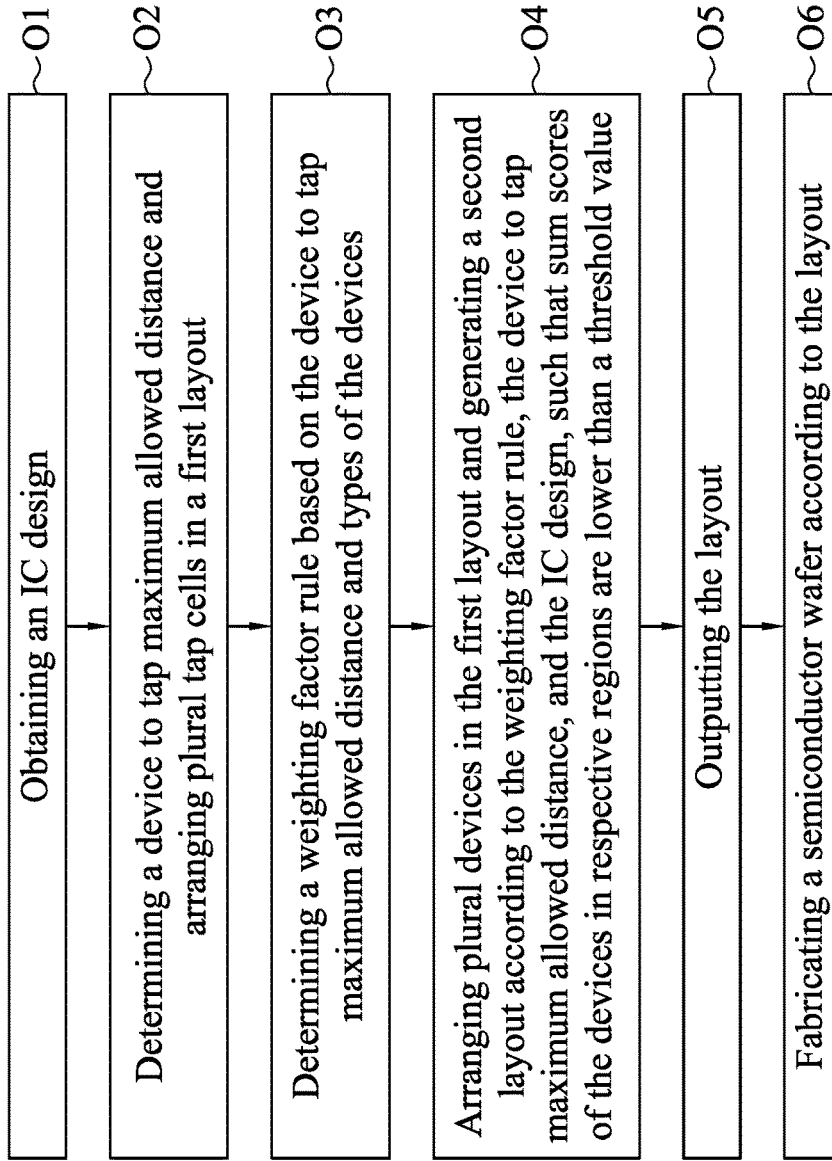 Obtaining an IC design
O1
Determining a device to tap maximum allowed distance and
arranging plural tap cells in a first layout
O2
Determining a weighting factor rule based on the device to tap
maximum allowed distance and types of the devices
O3
Arranging plural devices in the first layout and generating a second
layout according to the weighting factor rule, the device to tap
maximum allowed distance, and the IC design, such that sum scores
of the devices in respective regions are lower than a threshold value
O4
Outputting the layout
O5
Fabricating a semiconductor wafer according to the layout
O6